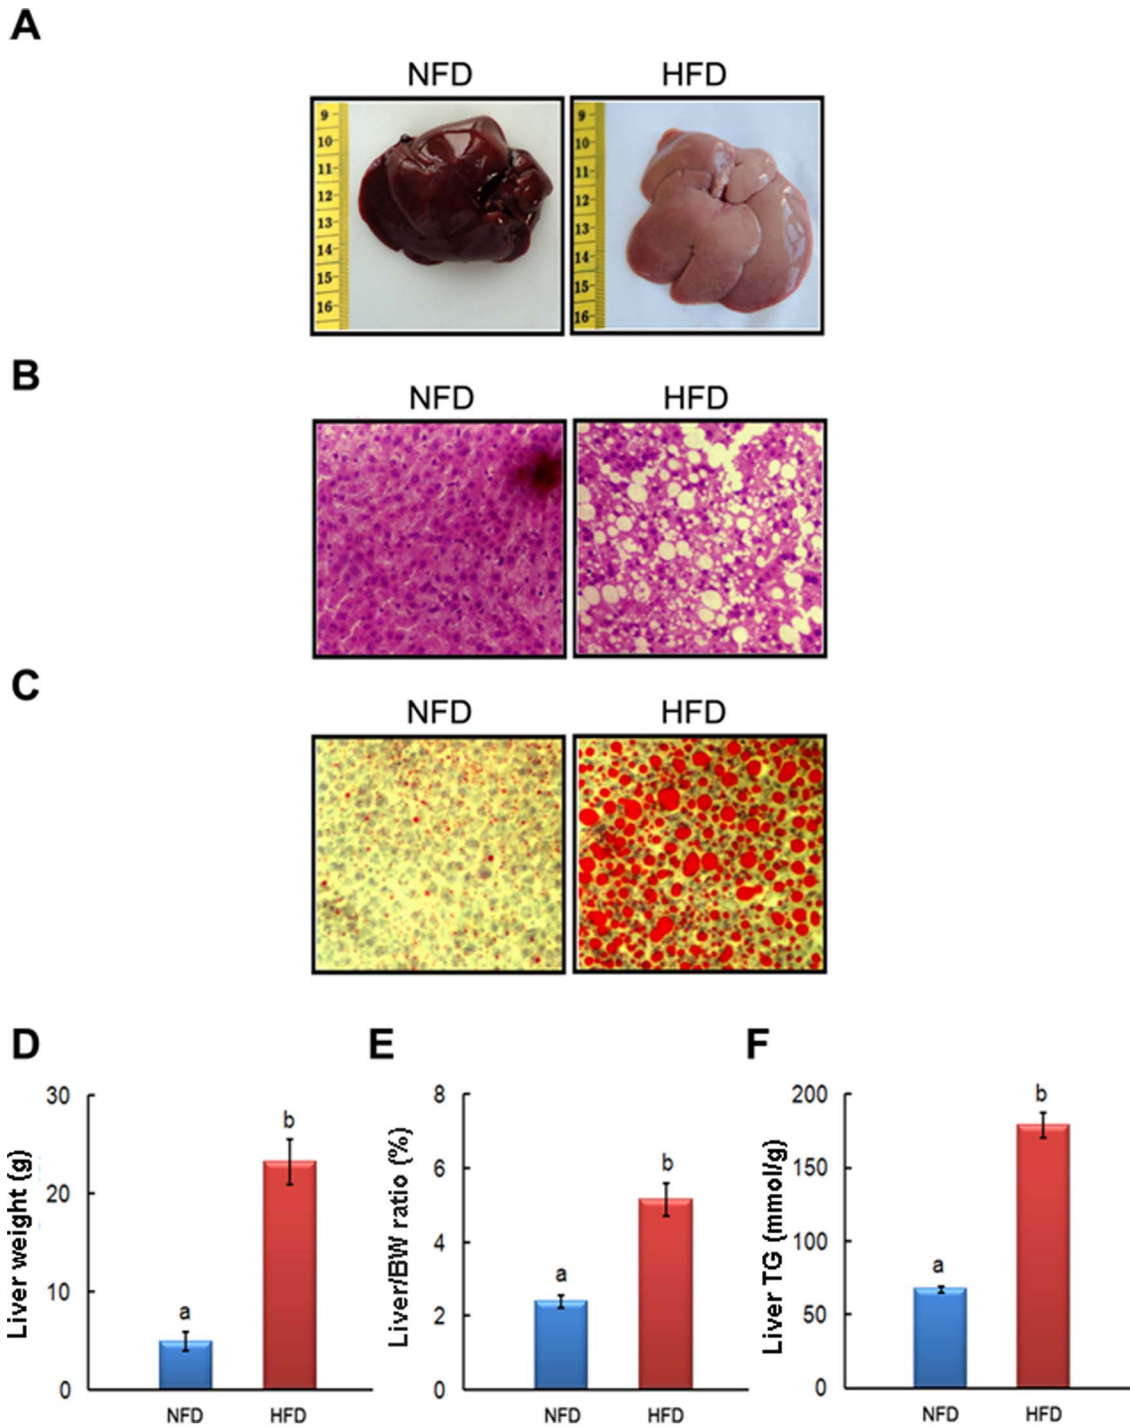 A
NFD HFD
9 9
10 10
11 11
12 12
13 13
14 14
15 15
16 16
B
NFD HFD
C
NFD HFD
D E F
Liver weight (g)
30
20
10
0
a
b
NFD HFD
Liver/BW ratio (%)
8
6
4
2
0
a
b
NFD HFD
Liver TG (mmol/g)
200
150
100
50
0
a
b
NFD HFD